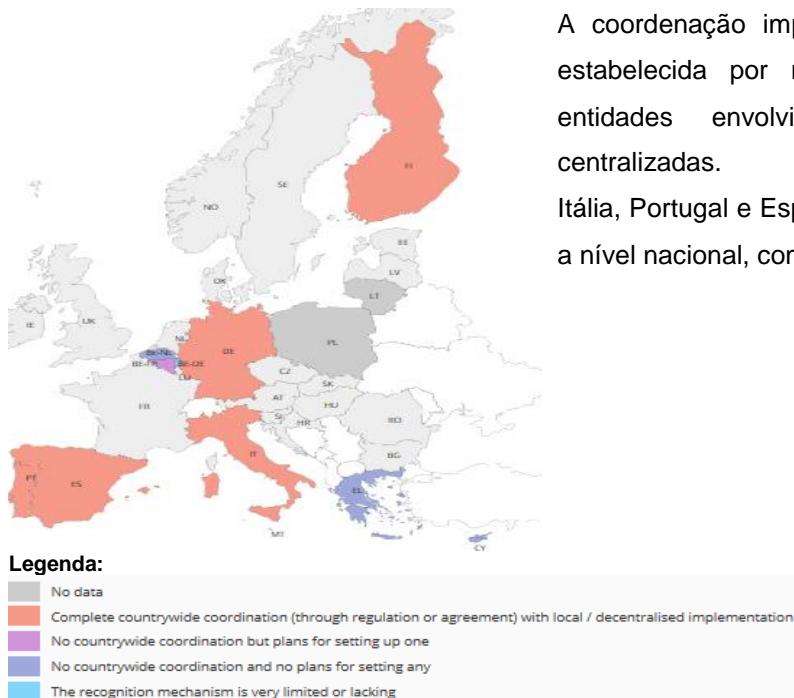 A coordenação imp
estabelecida por r
entidades envolvi
centralizadas.
Itália, Portugal e Esp
a nível nacional, cor
FI
SE
NO
EE
LV
DK
LT
IE
UK
NL
PL
DE
BE-NL
BE-FR
BE-DE
LU
CZ
SK
AT
HU
FR
SI
HR
RO
IT
BG
PT
ES
EL
MT
CY
Legenda:
No data
Complete countrywide coordination (through regulation or agreement) with local / decentralised implementation
No countrywide coordination but plans for setting up one
No countrywide coordination and no plans for setting any
The recognition mechanism is very limited or lacking